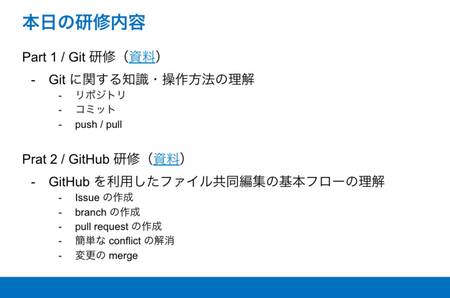 本日の研修内容
Part 1 / Git 研修（資料）
- Git に関する知識・操作方法の理解
- リポジトリ
- コミット
- push / pull
Prat 2 / GitHub 研修（資料）
- GitHub を利用したファイル共同編集の基本フローの理解
- Issue の作成
- branch の作成
- pull request の作成
- 簡単な conflict の解消
- 変更の merge